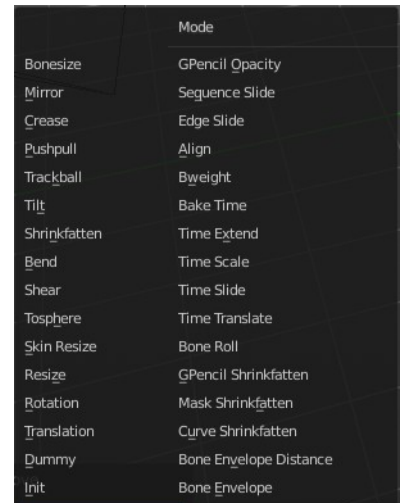 Mode
Bonesize
Mirror
Crease
Pushpull
Trackball
Tilt
Shrinkfatten
Bend
Shear
Tosphere
Skin Resize
Resize
Rotation
Translation
Dummy
Init
GPencil Opacity
Sequence Slide
Edge Slide
Align
Bweight
Bake Time
Time Extend
Time Scale
Time Slide
Time Translate
Bone Roll
GPencil Shrinkfatten
Mask Shrinkfatten
Curve Shrinkfatten
Bone Envelope Distance
Bone Envelope